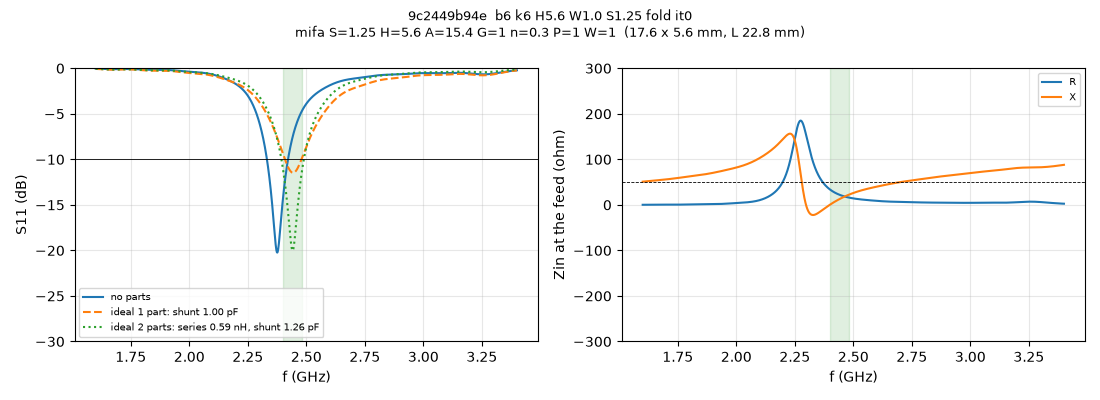 9c2449b94e  b6 k6 H5.6 W1.0 S1.25 fold it0
mifa S=1.25 H=5.6 A=15.4 G=1 n=0.3 P=1 W=1  (17.6 x 5.6 mm, L 22.8 mm)
0
−5
−10
−15
−20
−25
−30
S11 (dB)
no parts
ideal 1 part: shunt 1.00 pF
ideal 2 parts: series 0.59 nH, shunt 1.26 pF
1.75
2.00
2.25
2.50
2.75
3.00
3.25
f (GHz)
300
200
100
0
−100
−200
−300
Zin at the feed (ohm)
R
X
1.75
2.00
2.25
2.50
2.75
3.00
3.25
f (GHz)